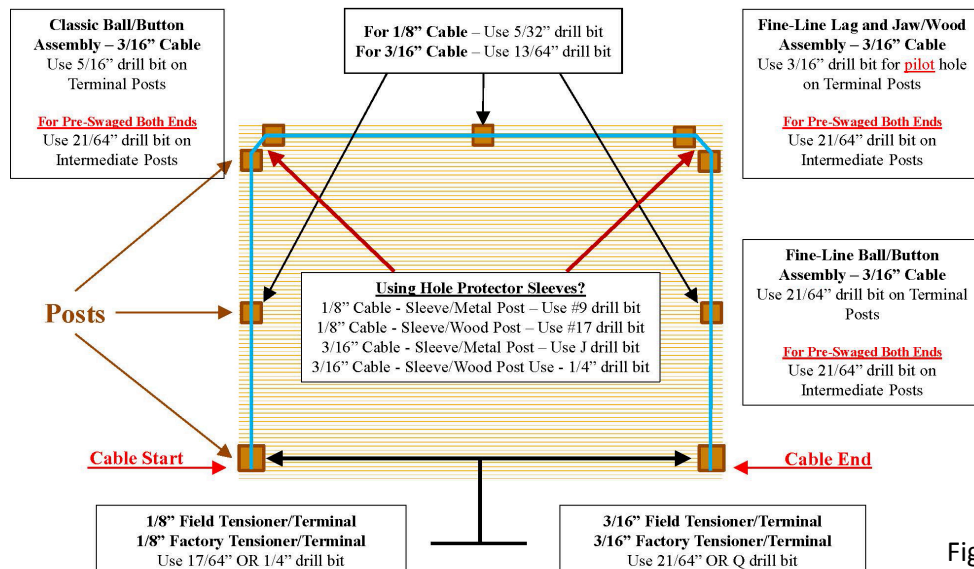 Classic Ball/Button
Assembly – 3/16” Cable
Use 5/16” drill bit on
Terminal Posts
For Pre-Swaged Both Ends
Use 21/64” drill bit on
Intermediate Posts
For 1/8” Cable – Use 5/32” drill bit
For 3/16” Cable – Use 13/64” drill bit
Fine-Line Lag and Jaw/Wood
Assembly – 3/16” Cable
Use 3/16” drill bit for pilot hole
on Terminal Posts
For Pre-Swaged Both Ends
Use 21/64” drill bit on
Intermediate Posts
Posts
Using Hole Protector Sleeves?
1/8” Cable - Sleeve/Metal Post – Use #9 drill bit
1/8” Cable - Sleeve/Wood Post – Use #17 drill bit
3/16” Cable - Sleeve/Metal Post – Use J drill bit
3/16” Cable - Sleeve/Wood Post Use - 1/4” drill bit
Fine-Line Ball/Button
Assembly – 3/16” Cable
Use 21/64” drill bit on Terminal
Posts
For Pre-Swaged Both Ends
Use 21/64” drill bit on
Intermediate Posts
Cable Start
Cable End
1/8” Field Tensioner/Terminal
1/8” Factory Tensioner/Terminal
Use 17/64” OR 1/4” drill bit
3/16” Field Tensioner/Terminal
3/16” Factory Tensioner/Terminal
Use 21/64” OR Q drill bit
Fig